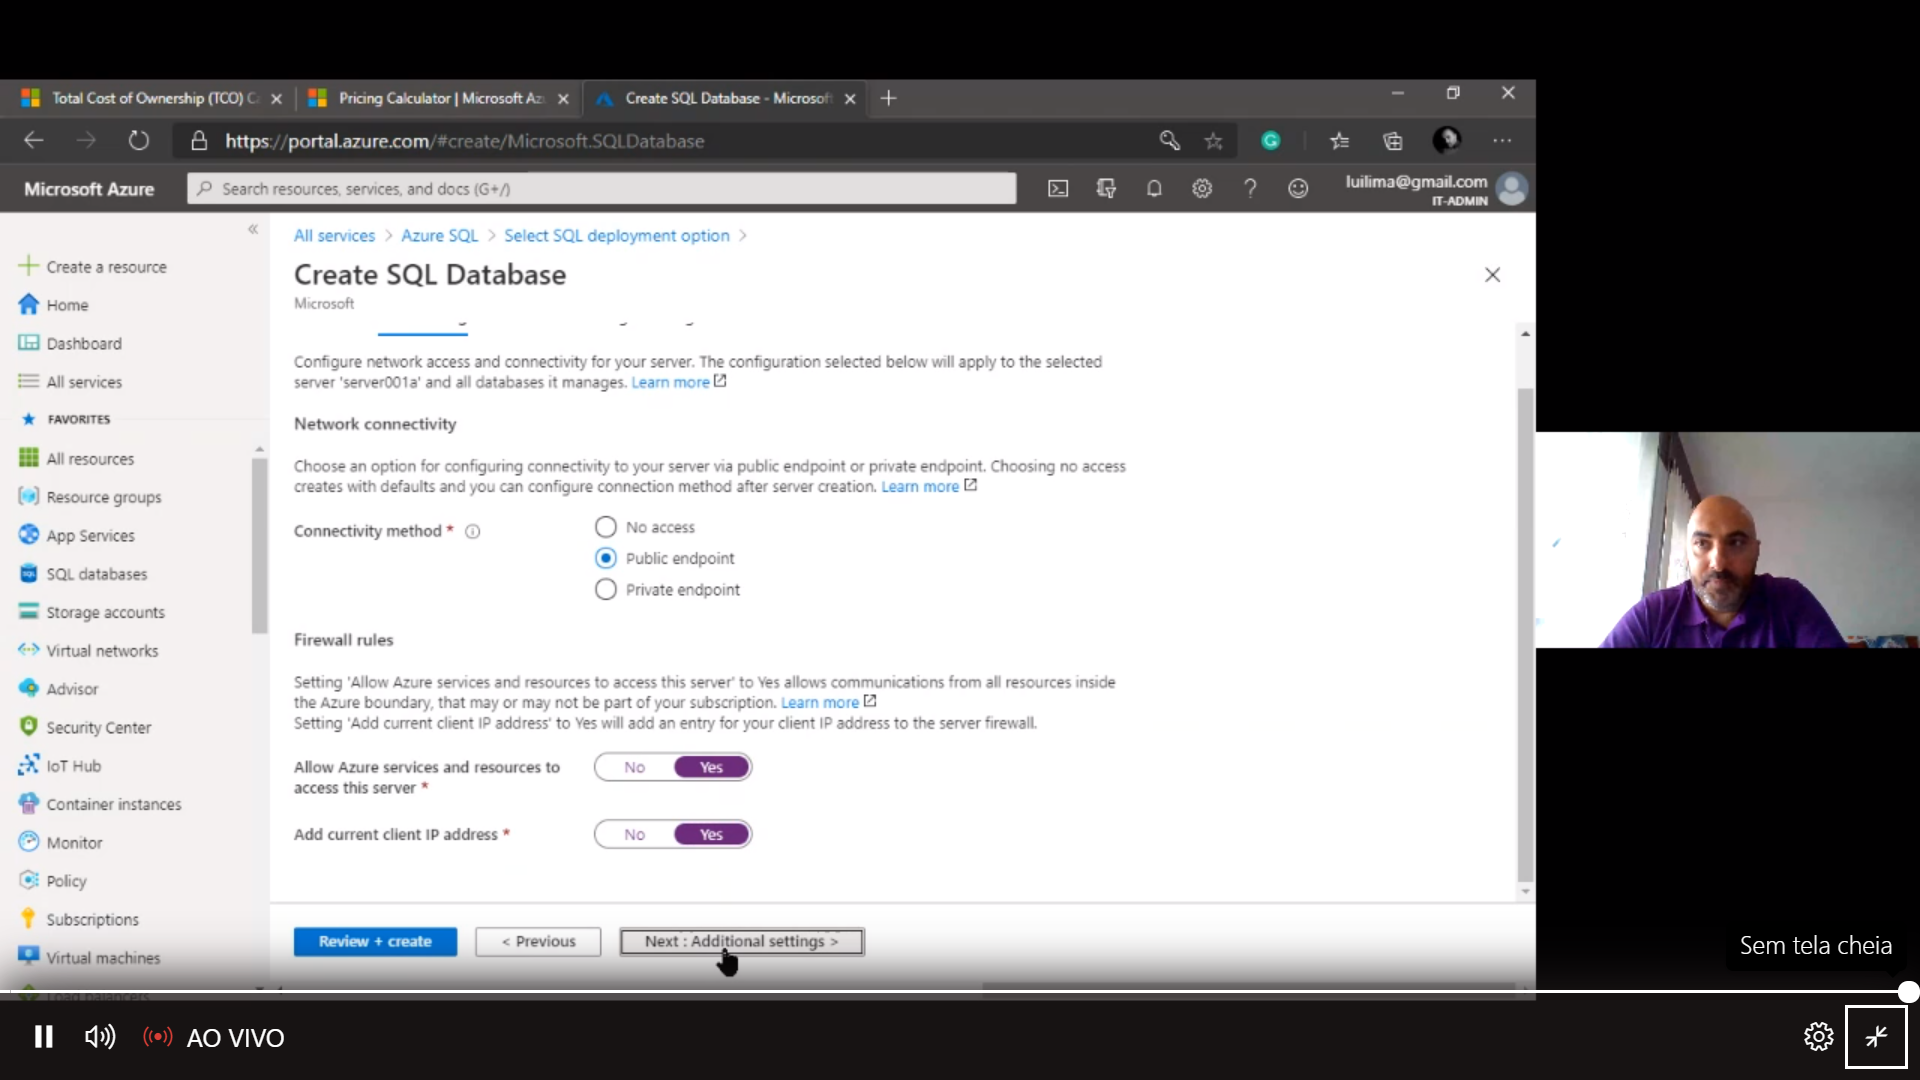 Total Cost of Ownership (TCO) C
Pricing Calculator | Microsoft Az
Create SQL Database - Microsoft
https://portal.azure.com/#create/Microsoft.SQLDatabase
Microsoft Azure
Search resources, services, and docs (G+/)
luilima@gmail.com
IT-ADMIN
Create a resource
Home
Dashboard
All services
FAVORITES
All resources
Resource groups
App Services
SQL databases
Storage accounts
Virtual networks
Advisor
Security Center
IoT Hub
Container instances
Monitor
Policy
Subscriptions
Virtual machines
Load balancers
All services > Azure SQL > Select SQL deployment option >
Create SQL Database
Microsoft
Configure network access and connectivity for your server. The configuration selected below will apply to the selected
server 'server001a' and all databases it manages. Learn more
Network connectivity
Choose an option for configuring connectivity to your server via public endpoint or private endpoint. Choosing no access
creates with defaults and you can configure connection method after server creation. Learn more
Connectivity method *
No access
Public endpoint
Private endpoint
Firewall rules
Setting 'Allow Azure services and resources to access this server' to Yes allows communications from all resources inside
the Azure boundary, that may or may not be part of your subscription. Learn more
Setting 'Add current client IP address' to Yes will add an entry for your client IP address to the server firewall.
Allow Azure services and resources to
access this server *
No Yes
Add current client IP address *
No Yes
Review + create
< Previous
Next : Additional settings >
Sem tela cheia
AO VIVO